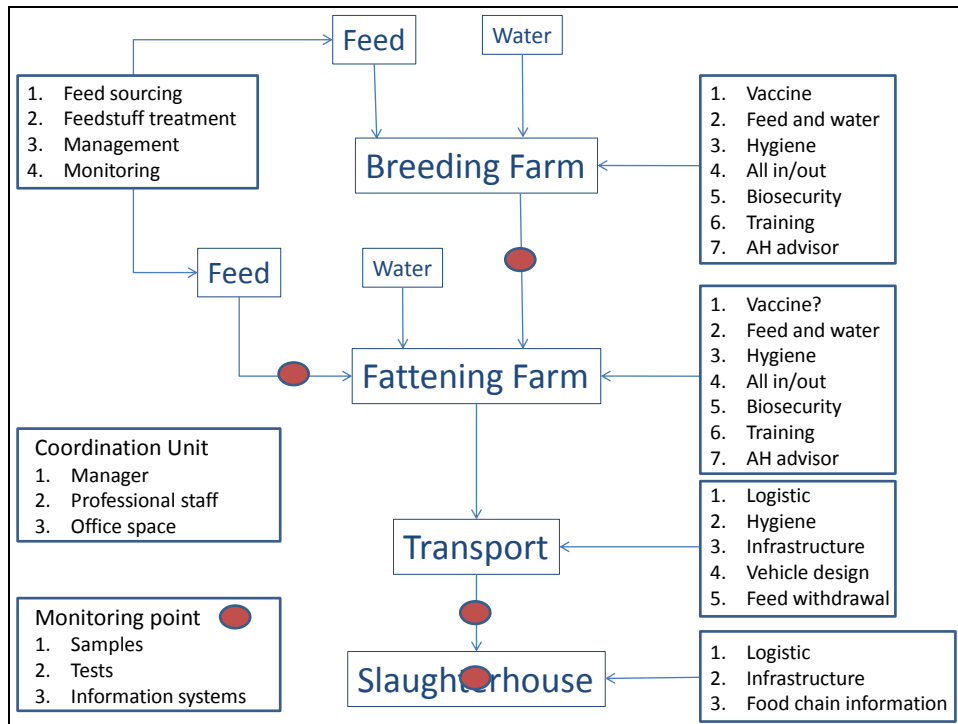 Feed
Water
1. Feed sourcing
2. Feedstuff treatment
3. Management
4. Monitoring
1. Vaccine
2. Feed and water
3. Hygiene
4. All in/out
5. Biosecurity
6. Training
7. AH advisor
Breeding Farm
Feed
Water
1. Vaccine?
2. Feed and water
3. Hygiene
4. All in/out
5. Biosecurity
6. Training
7. AH advisor
Fattening Farm
Coordination Unit
1. Manager
2. Professional staff
3. Office space
1. Logistic
2. Hygiene
3. Infrastructure
4. Vehicle design
5. Feed withdrawal
Transport
Monitoring point
1. Samples
2. Tests
3. Information systems
Slaughterhouse
1. Logistic
2. Infrastructure
3. Food chain information